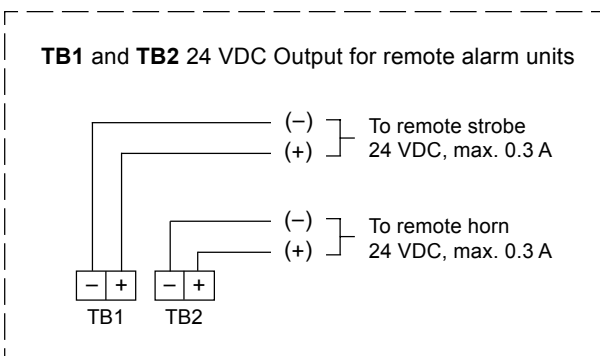 TB1 and TB2 24 VDC Output for remote alarm units
(–) To remote strobe
(+) 24 VDC, max. 0.3 A
(–) To remote horn
(+) 24 VDC, max. 0.3 A
– + – +
TB1 TB2